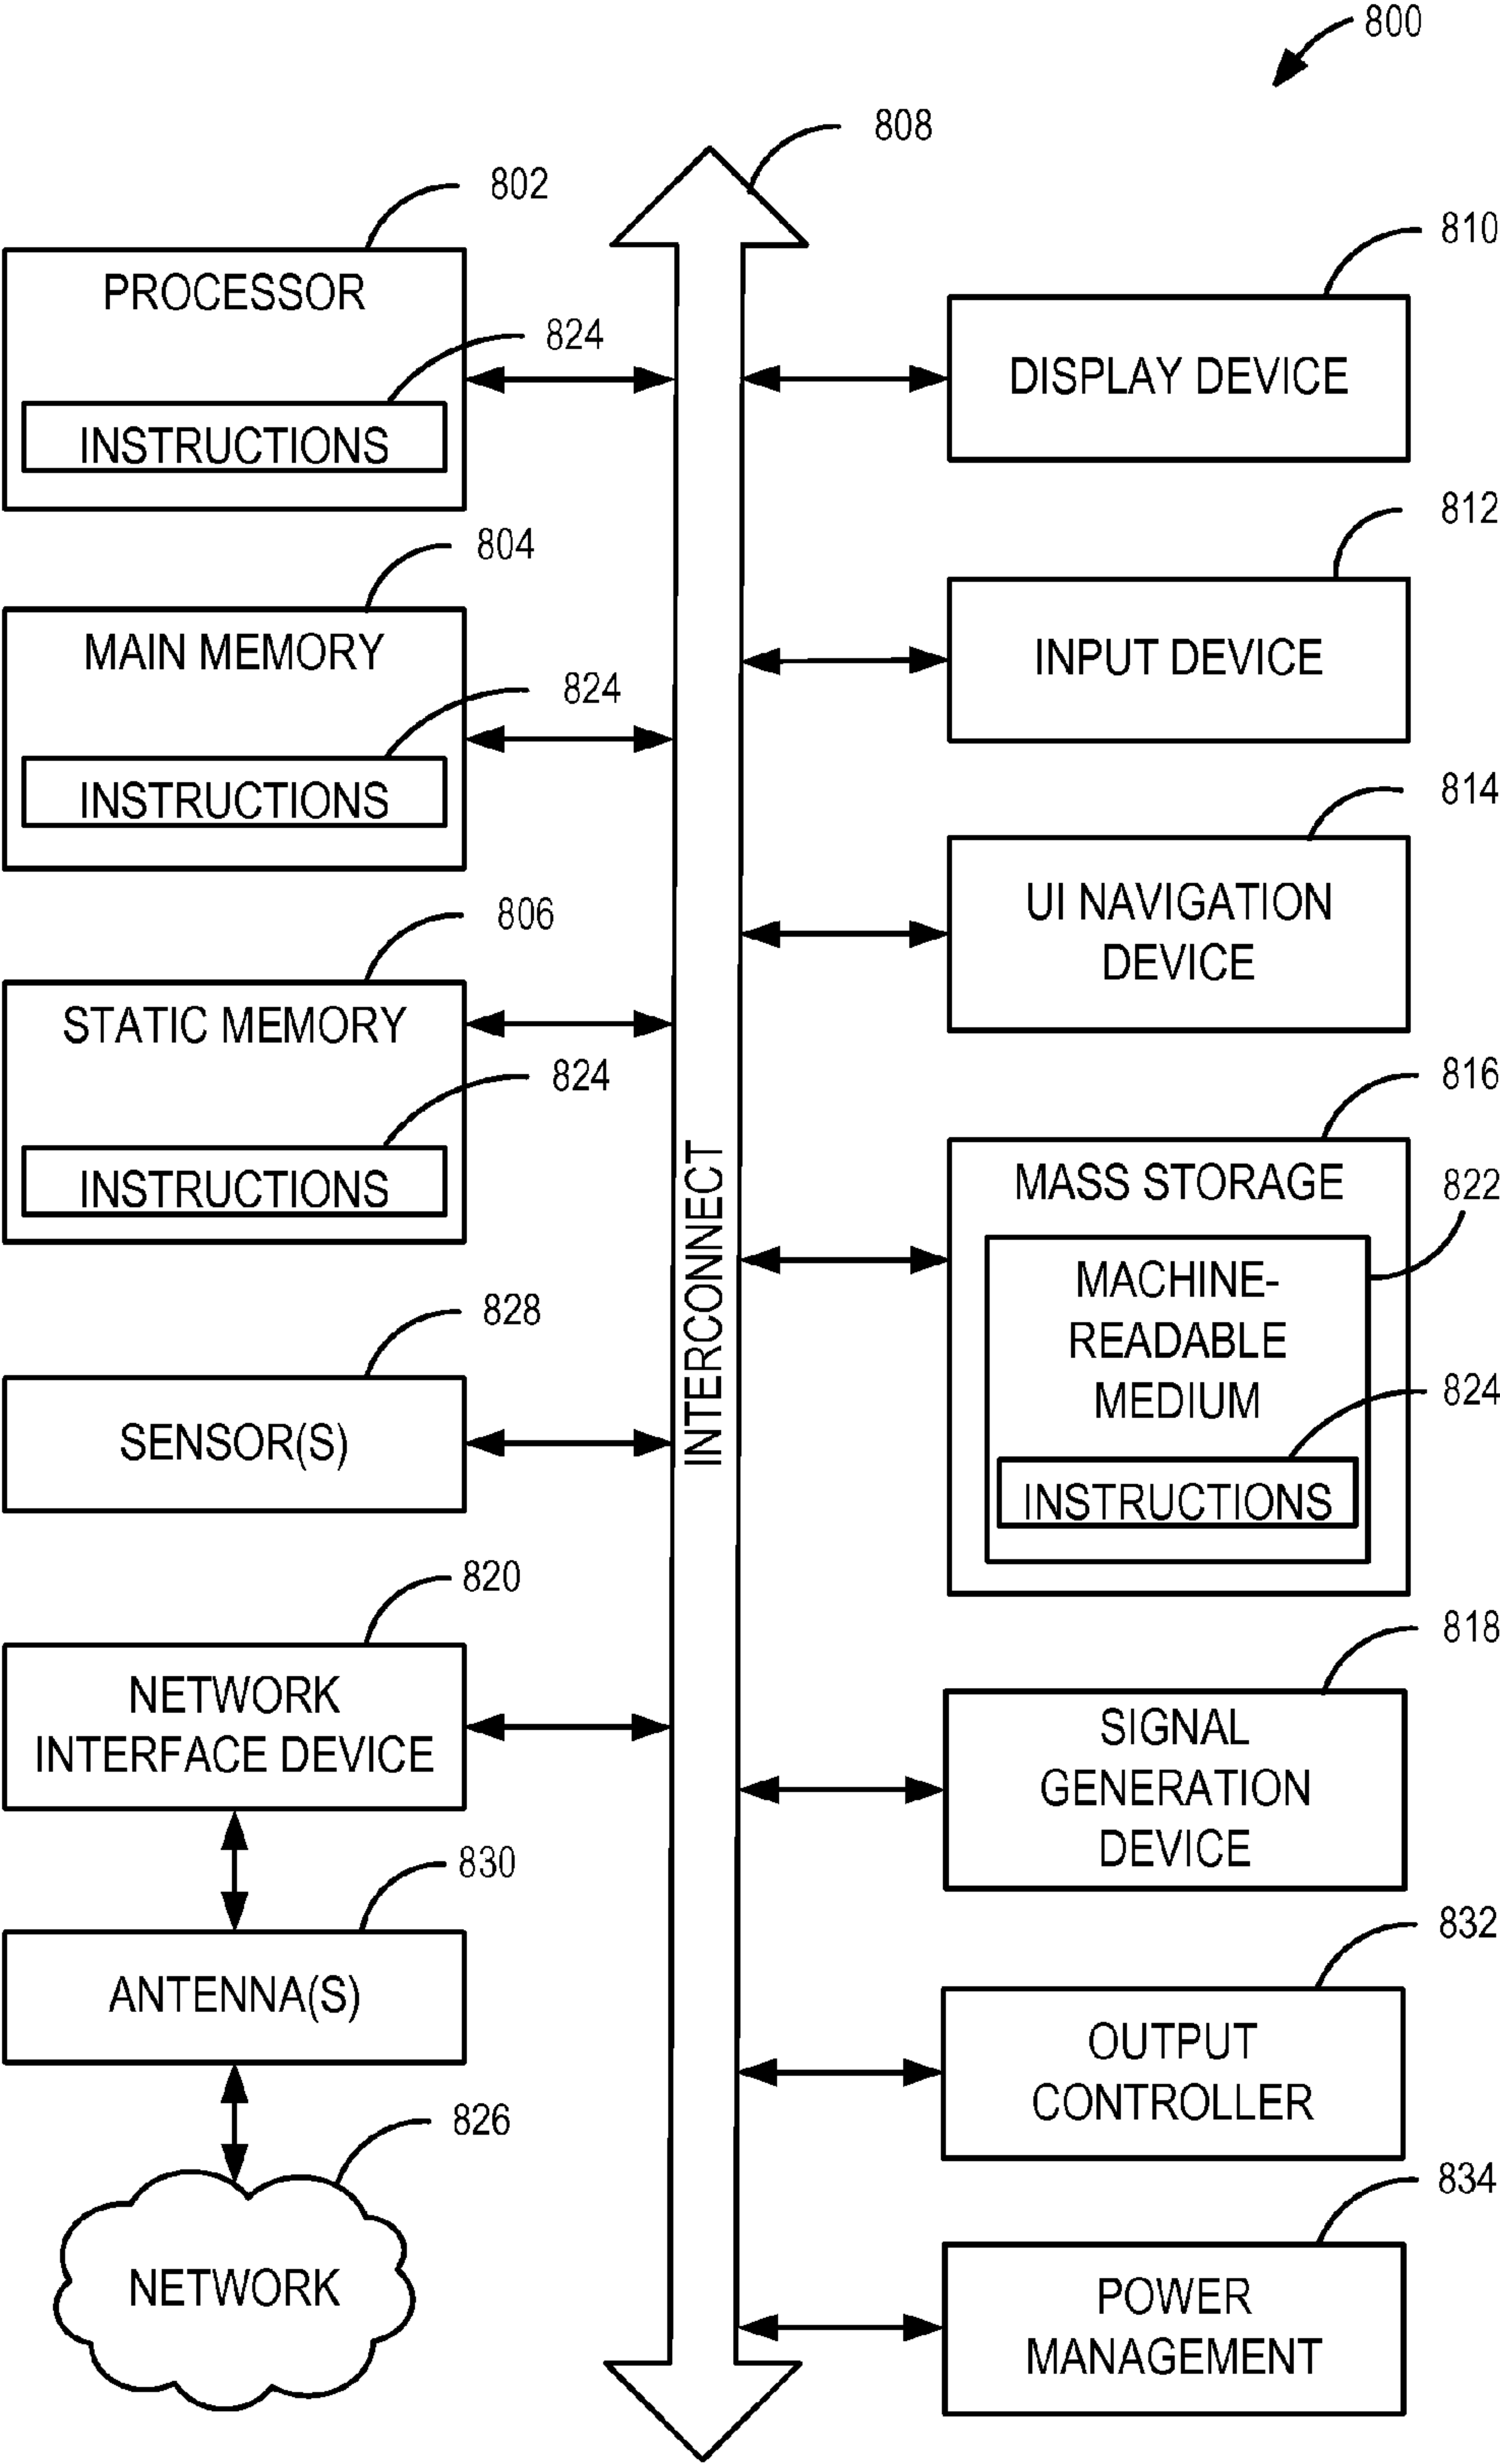 800
808
802
PROCESSOR
824
INSTRUCTIONS
804
MAIN MEMORY
824
INSTRUCTIONS
806
STATIC MEMORY
824
INSTRUCTIONS
828
SENSOR(S)
820
NETWORK
INTERFACE DEVICE
830
ANTENNA(S)
826
NETWORK
INTERCONNECT
810
DISPLAY DEVICE
812
INPUT DEVICE
814
UI NAVIGATION
DEVICE
816
MASS STORAGE
822
MACHINE-
READABLE
MEDIUM
824
INSTRUCTIONS
818
SIGNAL
GENERATION
DEVICE
832
OUTPUT
CONTROLLER
834
POWER
MANAGEMENT